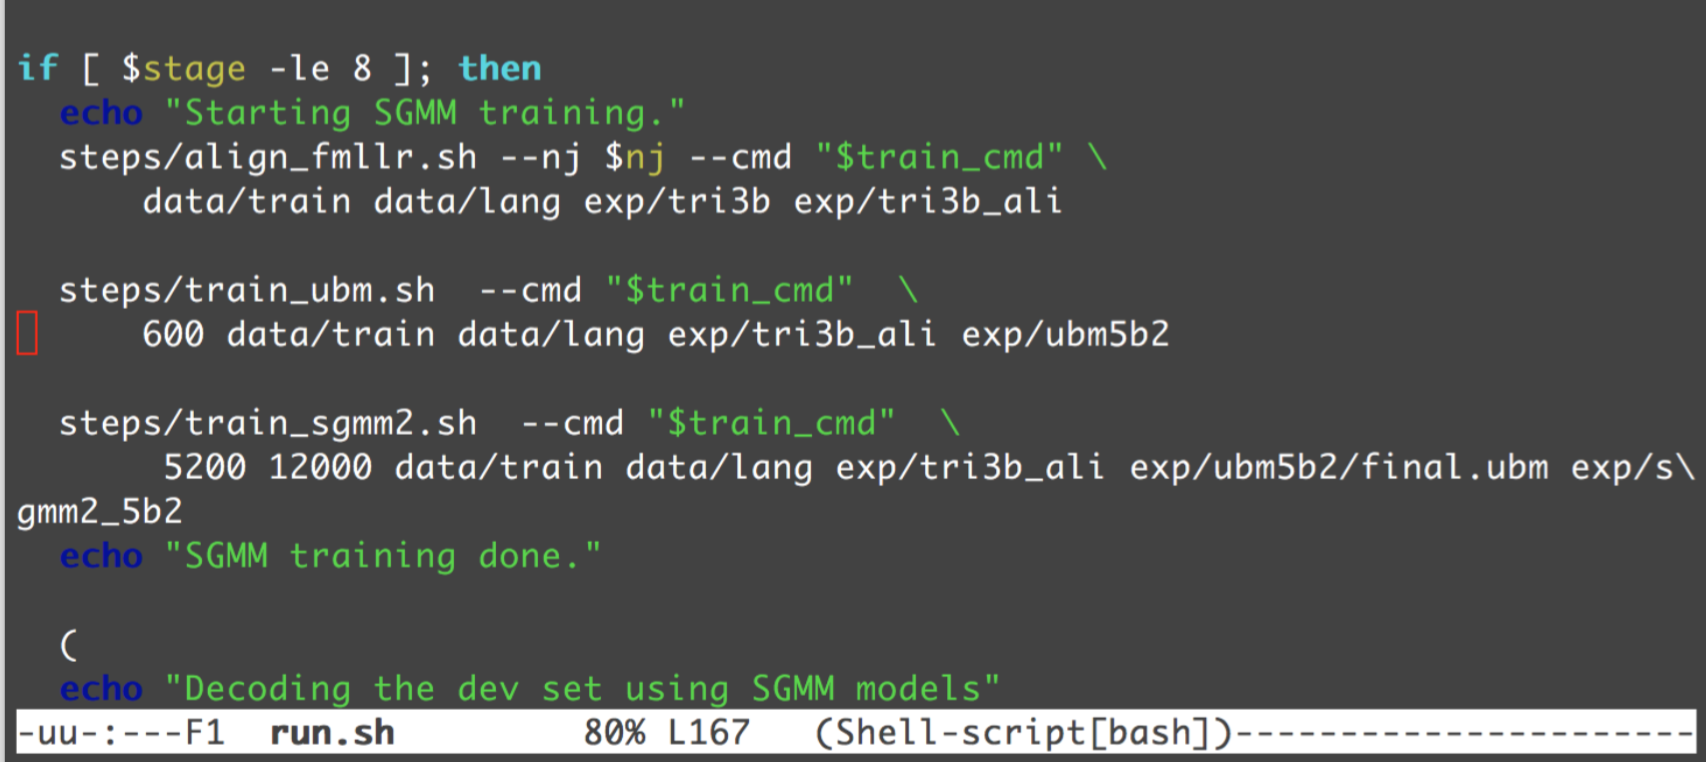 if [ $stage -le 8 ]; then
  echo "Starting SGMM training."
  steps/align_fmllr.sh --nj $nj --cmd "$train_cmd" \
      data/train data/lang exp/tri3b exp/tri3b_ali

  steps/train_ubm.sh  --cmd "$train_cmd"  \
      600 data/train data/lang exp/tri3b_ali exp/ubm5b2

  steps/train_sgmm2.sh  --cmd "$train_cmd"  \
       5200 12000 data/train data/lang exp/tri3b_ali exp/ubm5b2/final.ubm exp/s\
gmm2_5b2
  echo "SGMM training done."

  (
  echo "Decoding the dev set using SGMM models"
-uu-:---F1  run.sh         80% L167   (Shell-script[bash])----------------------